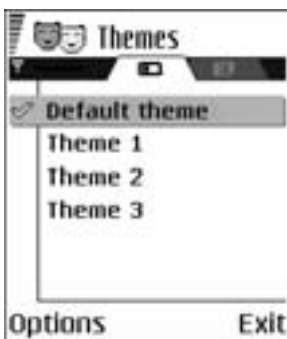 Themes
Default theme
Theme 1
Theme 2
Theme 3
Options Exit